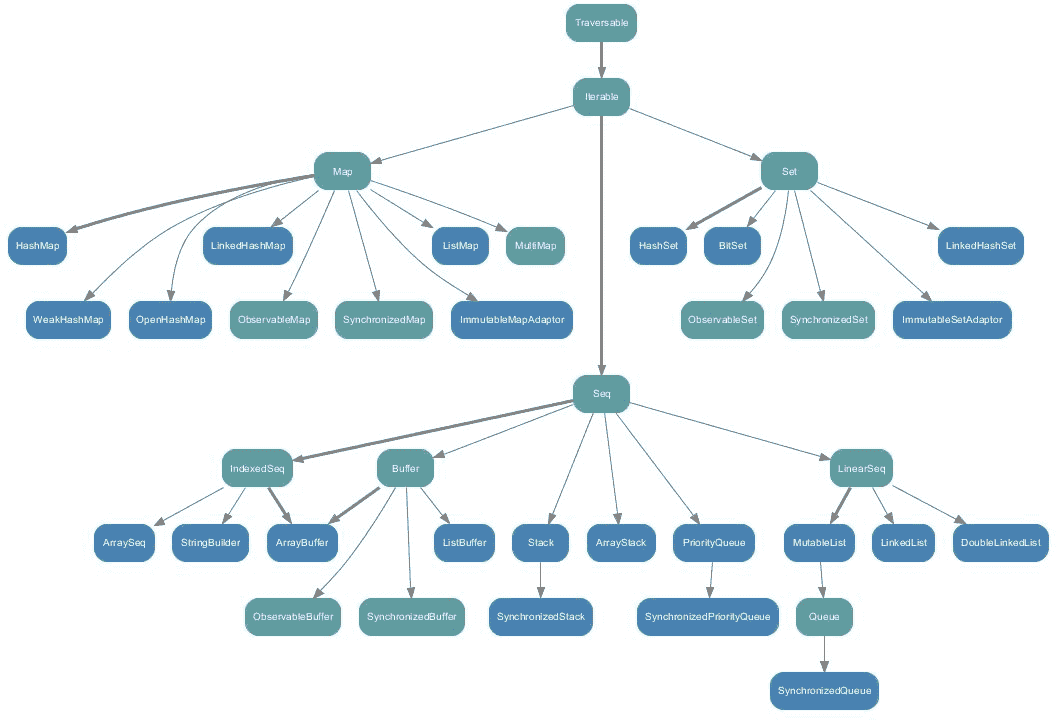 Traversable
Iterable
Map
Set
HashMap
LinkedHashMap
ListMap
MultiMap
HashSet
BitSet
LinkedHashSet
WeakHashMap
OpenHashMap
ObservableMap
SynchronizedMap
ImmutableMapAdaptor
ObservableSet
SynchronizedSet
ImmutableSetAdaptor
Seq
IndexedSeq
Buffer
LinearSeq
ArraySeq
StringBuilder
ArrayBuffer
ListBuffer
Stack
ArrayStack
PriorityQueue
MutableList
LinkedList
DoubleLinkedList
ObservableBuffer
SynchronizedBuffer
SynchronizedStack
SynchronizedPriorityQueue
Queue
SynchronizedQueue